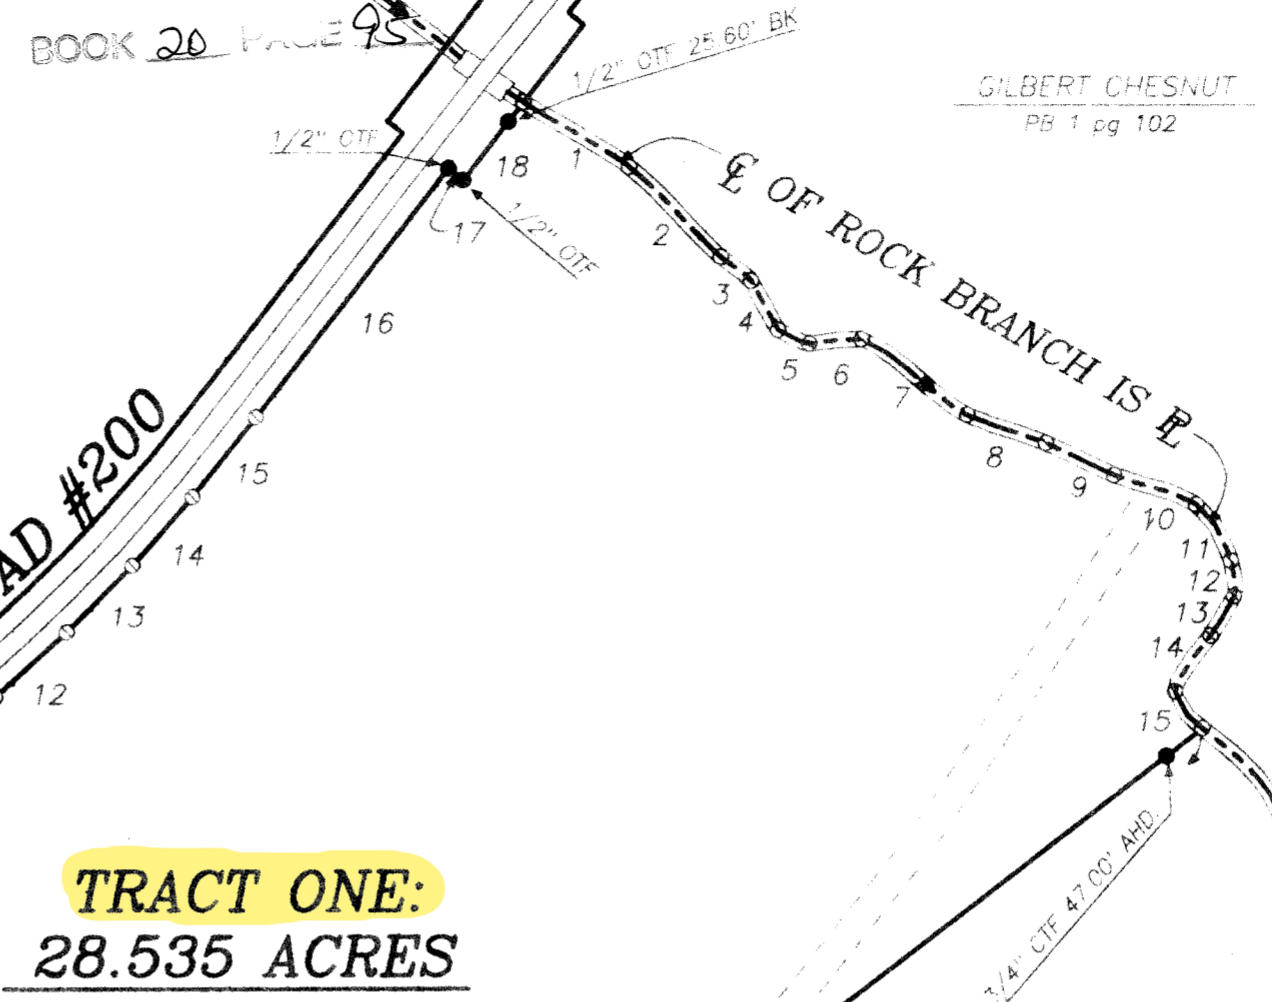 BOOK 20 PAGE 95
1/2" OTF 25.60' BK
GILBERT CHESNUT
PB 1 pg 102
1/2" OTF
18
1
℄ OF ROCK BRANCH IS ⅊
17
1/2" OTF
2
3
16
4
5
6
7
8
AD #200
15
9
10
14
11
12
13
13
14
12
15
TRACT ONE:
28.535 ACRES
3/4" CTF 47.00' AHD.